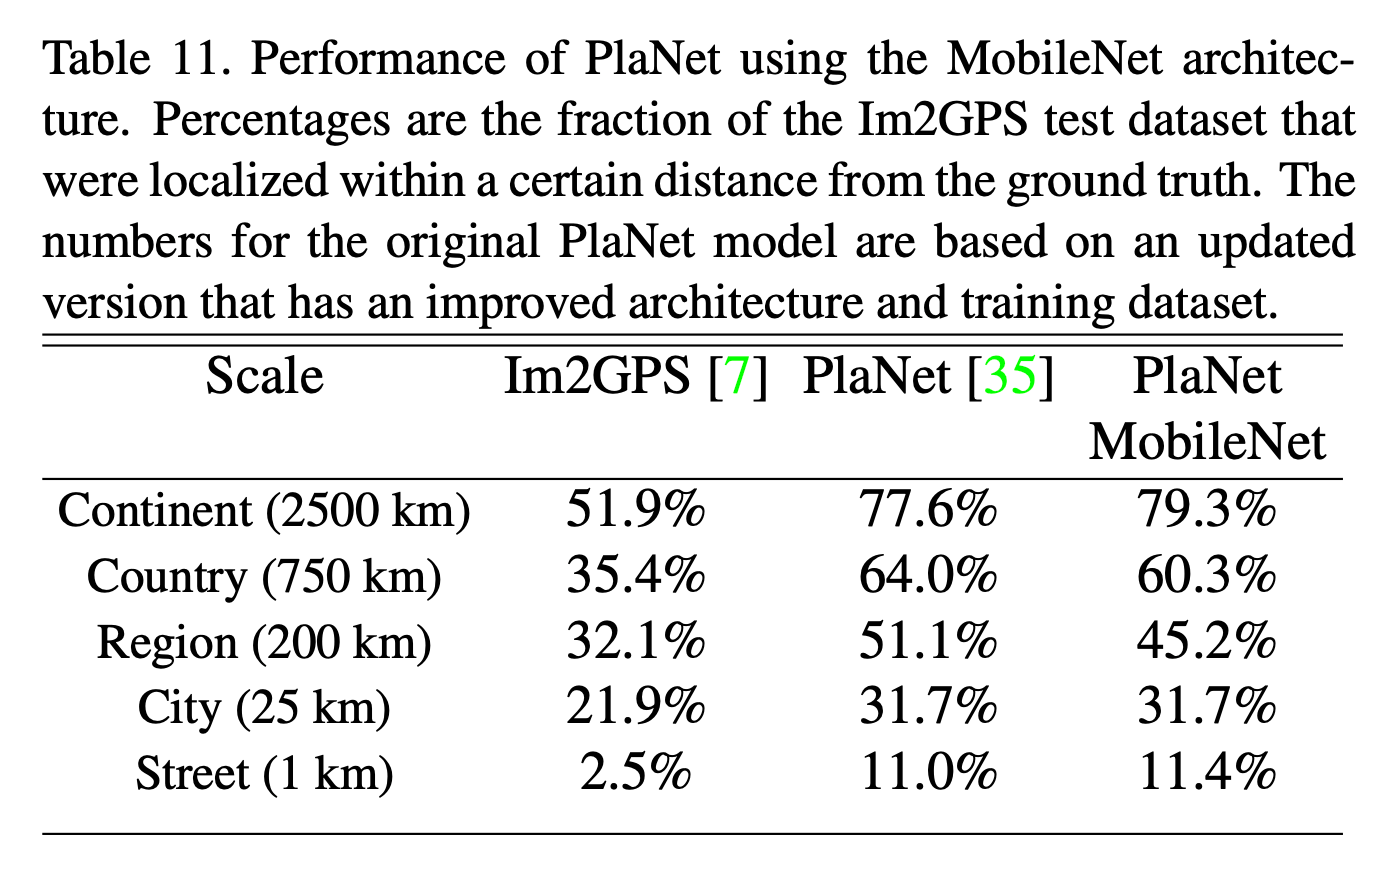 Table 11. Performance of PlaNet using the MobileNet architec-
ture. Percentages are the fraction of the Im2GPS test dataset that
were localized within a certain distance from the ground truth. The
numbers for the original PlaNet model are based on an updated
version that has an improved architecture and training dataset.
Scale Im2GPS [7] PlaNet [35] PlaNet
MobileNet
Continent (2500 km) 51.9% 77.6% 79.3%
Country (750 km) 35.4% 64.0% 60.3%
Region (200 km) 32.1% 51.1% 45.2%
City (25 km) 21.9% 31.7% 31.7%
Street (1 km) 2.5% 11.0% 11.4%